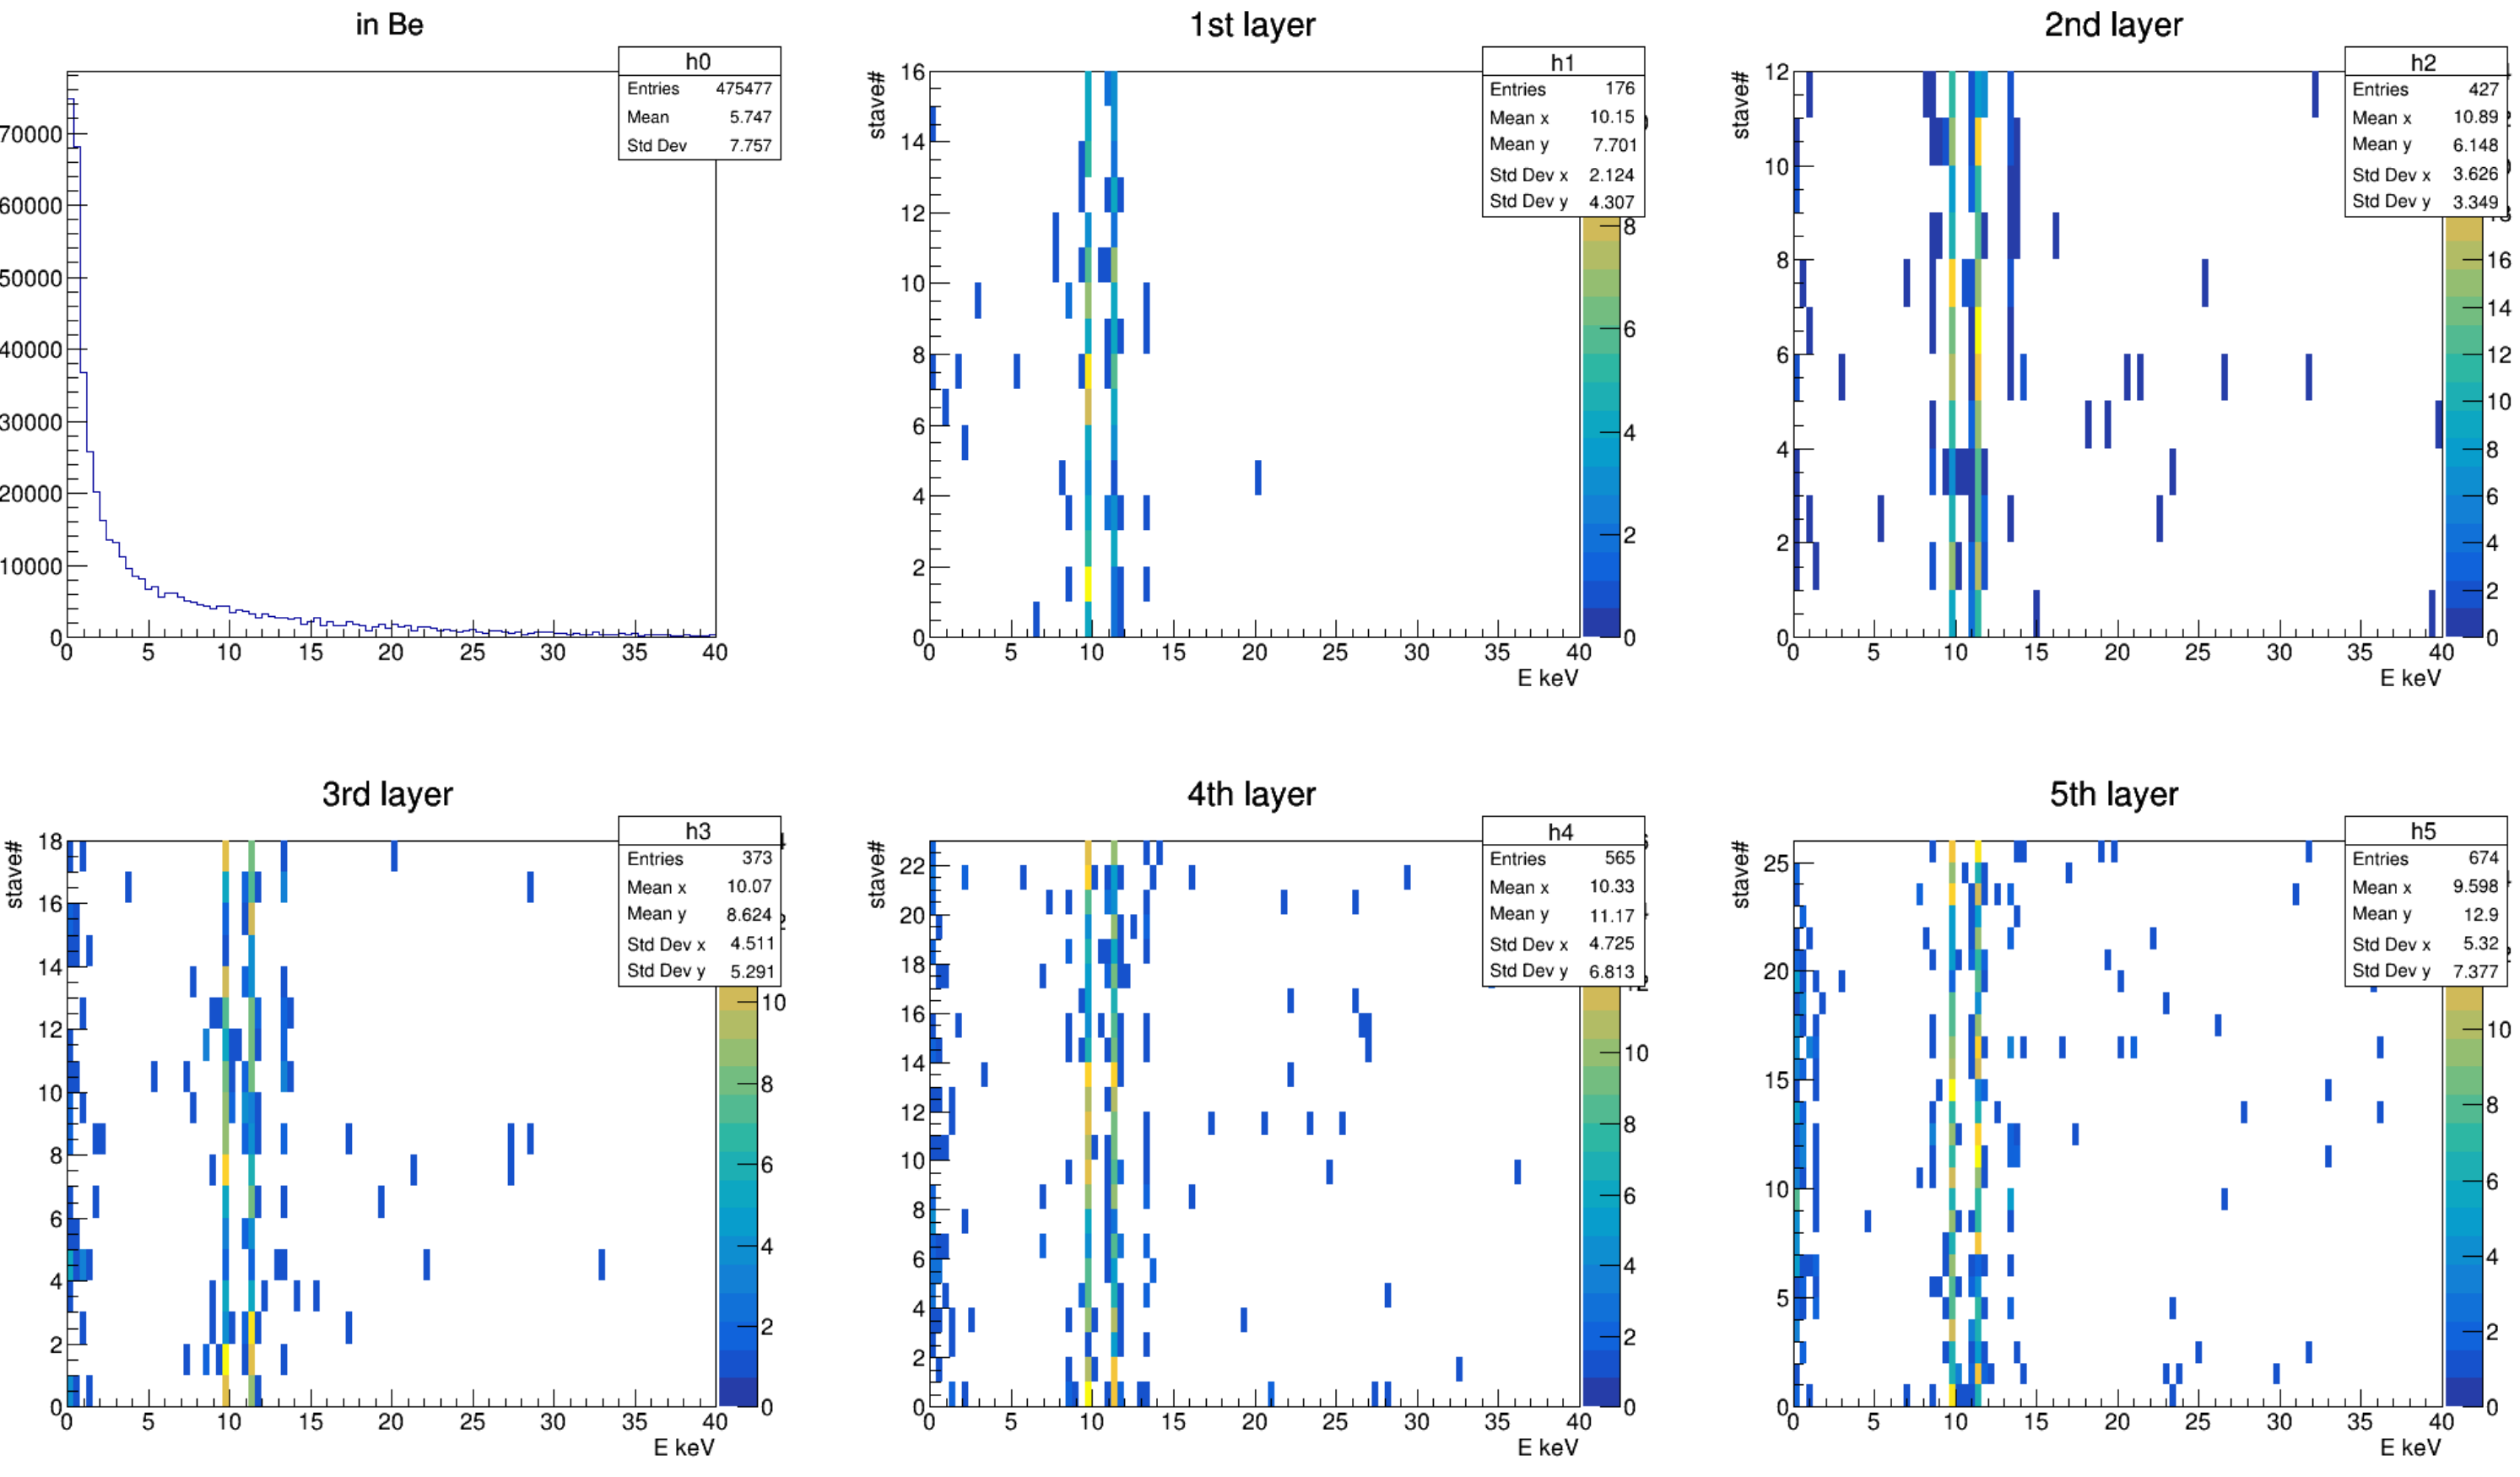 in Be
h0
Entries 475477
Mean 5.747
Std Dev 7.757
70000
60000
50000
40000
30000
20000
10000
0
0 5 10 15 20 25 30 35 40
1st layer
stave#
h1
Entries 176
Mean x 10.15
Mean y 7.701
Std Dev x 2.124
Std Dev y 4.307
16
14
12
10
8
6
4
2
0
0 5 10 15 20 25 30 35 40
E keV
8
6
4
2
0
2nd layer
stave#
h2
Entries 427
Mean x 10.89
Mean y 6.148
Std Dev x 3.626
Std Dev y 3.349
12
10
8
6
4
2
0
0 5 10 15 20 25 30 35 40
E keV
16
14
12
10
8
6
4
2
0
3rd layer
stave#
h3
Entries 373
Mean x 10.07
Mean y 8.624
Std Dev x 4.511
Std Dev y 5.291
18
16
14
12
10
8
6
4
2
0
0 5 10 15 20 25 30 35 40
E keV
10
8
6
4
2
0
4th layer
stave#
h4
Entries 565
Mean x 10.33
Mean y 11.17
Std Dev x 4.725
Std Dev y 6.813
22
20
18
16
14
12
10
8
6
4
2
0
0 5 10 15 20 25 30 35 40
E keV
10
8
6
4
2
0
5th layer
stave#
h5
Entries 674
Mean x 9.598
Mean y 12.9
Std Dev x 5.32
Std Dev y 7.377
25
20
15
10
5
0
0 5 10 15 20 25 30 35 40
E keV
10
8
6
4
2
0